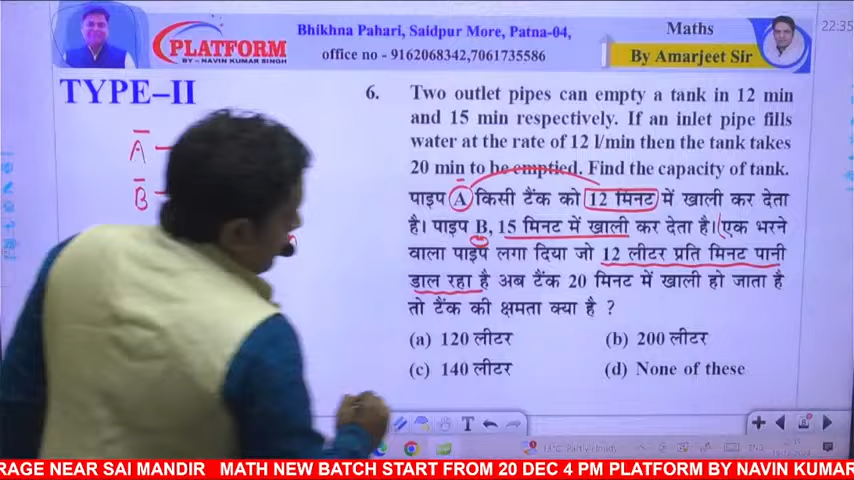 Bhikhna Pahari, Saidpur More, Patna-04,
office no - 9162068342,7061735586
PLATFORM
BY – NAVIN KUMAR SINGH
Maths
By Amarjeet Sir
22:35
TYPE–II
A
B
6. Two outlet pipes can empty a tank in 12 min
and 15 min respectively. If an inlet pipe fills
water at the rate of 12 l/min then the tank takes
20 min to be emptied. Find the capacity of tank.
पाइप A किसी टैंक को 12 मिनट में खाली कर देता
है। पाइप B, 15 मिनट में खाली कर देता है। एक भरने
वाला पाइप लगा दिया जो 12 लीटर प्रति मिनट पानी
डाल रहा है अब टैंक 20 मिनट में खाली हो जाता है
तो टैंक की क्षमता क्या है ?
(a) 120 लीटर (b) 200 लीटर
(c) 140 लीटर (d) None of these
T
RAGE NEAR SAI MANDIR MATH NEW BATCH START FROM 20 DEC 4 PM PLATFORM BY NAVIN KUMAR